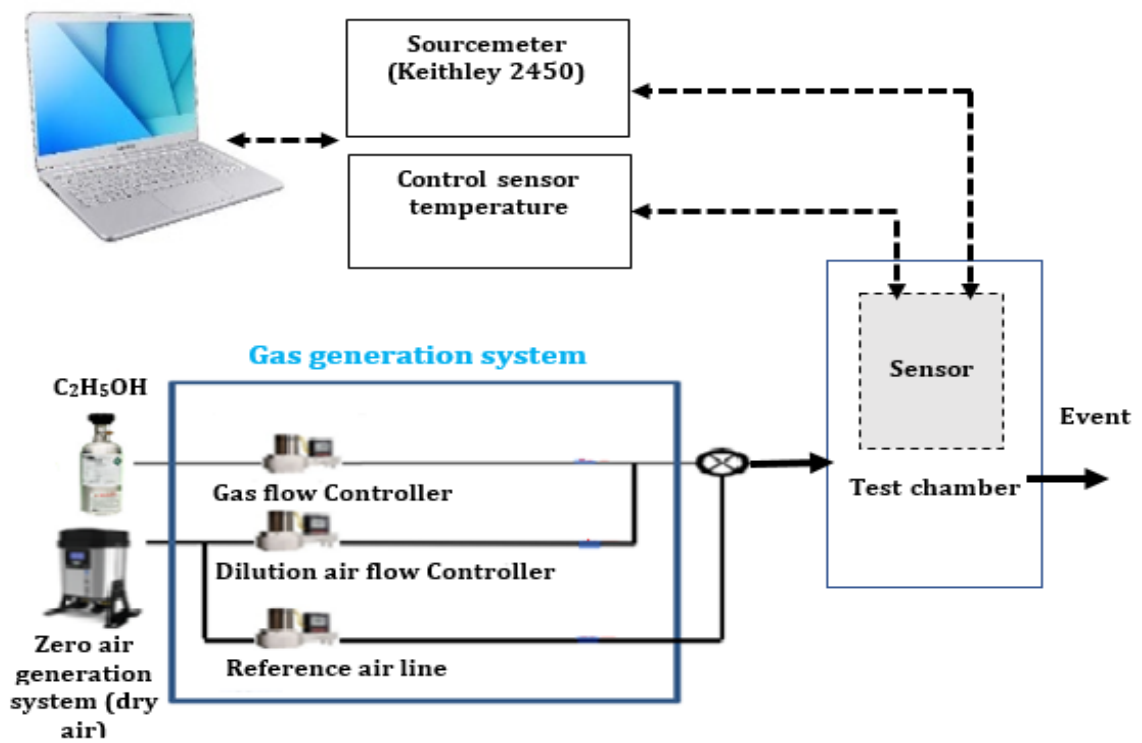 Sourcemeter
(Keithley 2450)
Control sensor
temperature
Gas generation system
C₂H₅OH
Sensor
Event
Gas flow Controller
Test chamber
Dilution air flow Controller
Zero air
generation
system (dry
air)
Reference air line